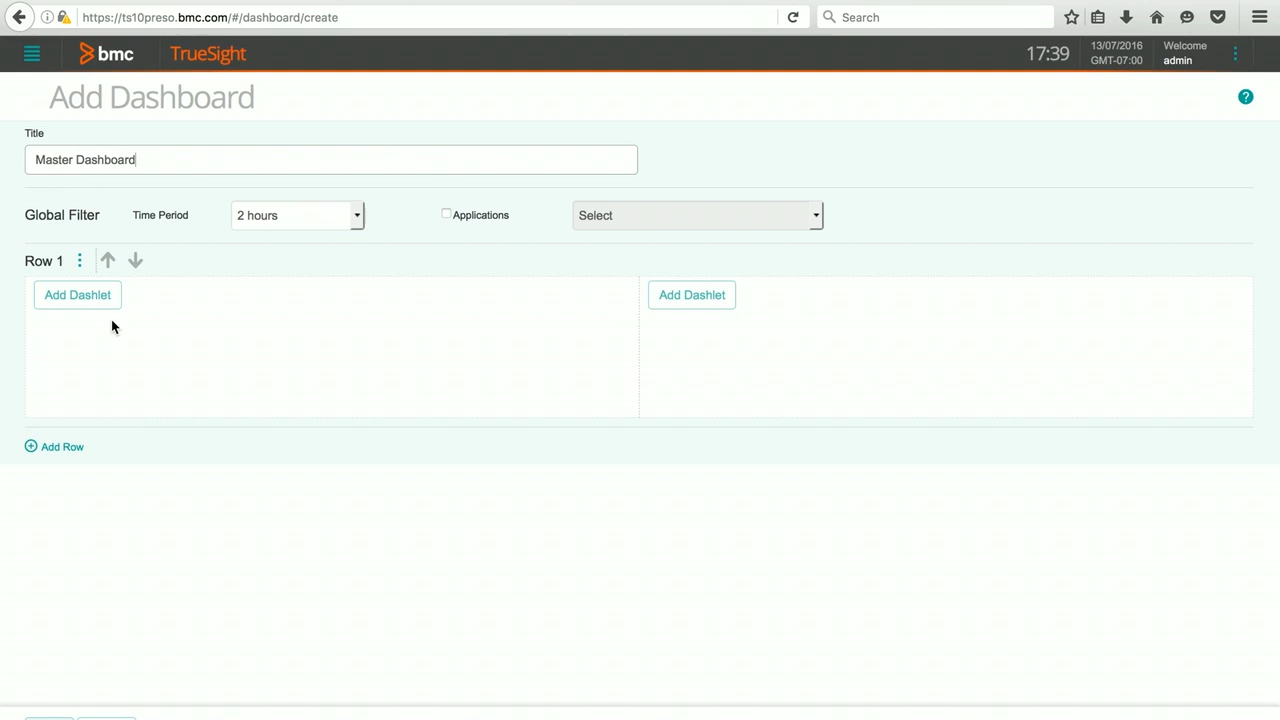 https://ts10preso.bmc.com/#/dashboard/create
Search
bmc
TrueSight
17:39
13/07/2016
GMT-07:00
Welcome
admin
Add Dashboard
?
Title
Master Dashboard
Global Filter
Time Period
2 hours
Applications
Select
Row 1
Add Dashlet
Add Dashlet
Add Row